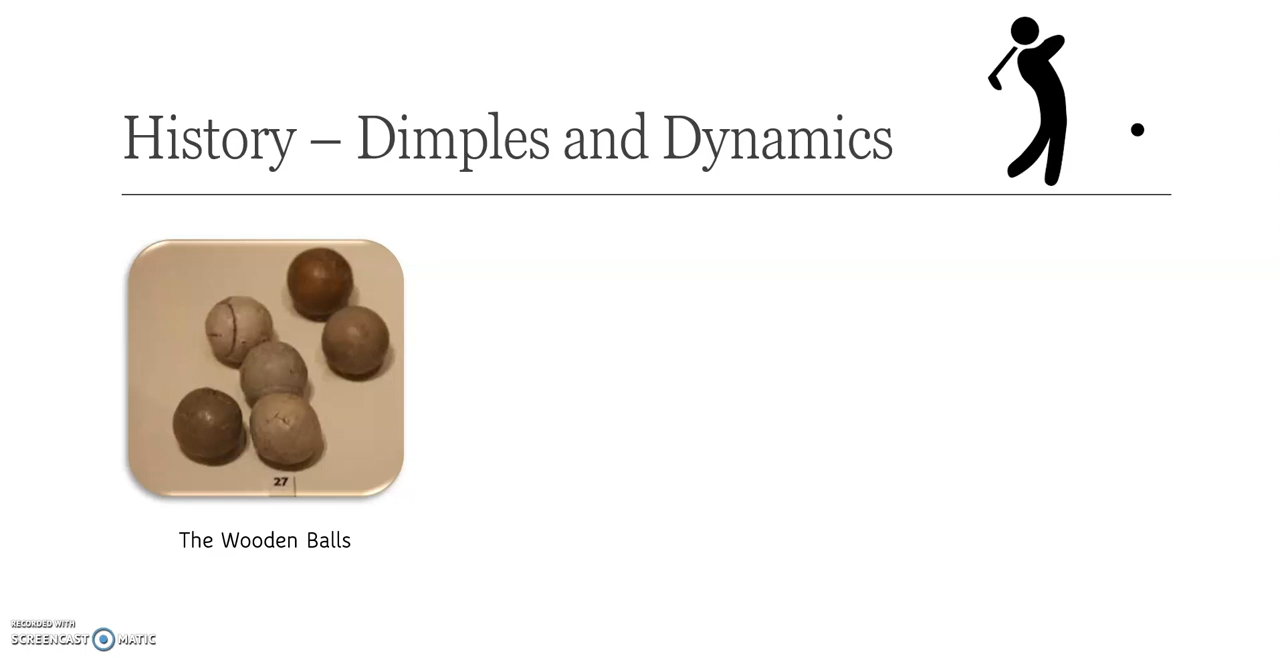 History – Dimples and Dynamics
27
The Wooden Balls
RECORDED WITH
SCREENCAST MATIC